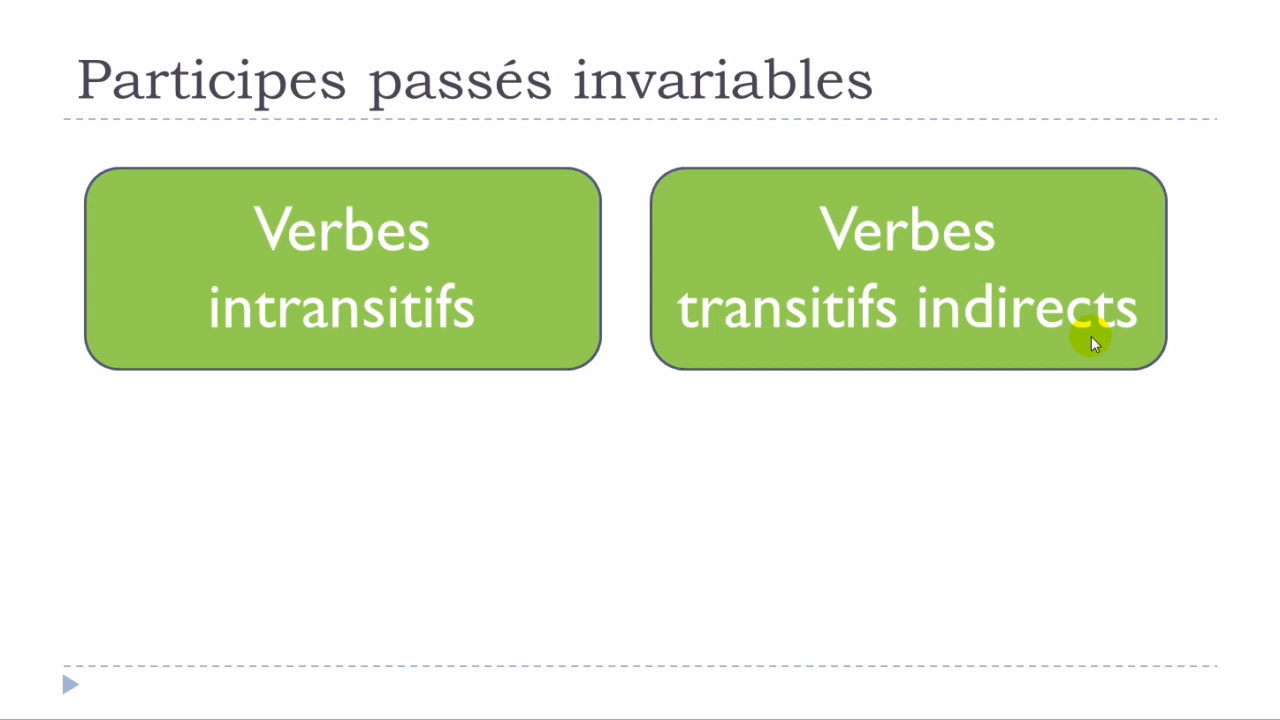 Participes passés invariables
Verbes
intransitifs
Verbes
transitifs indirects